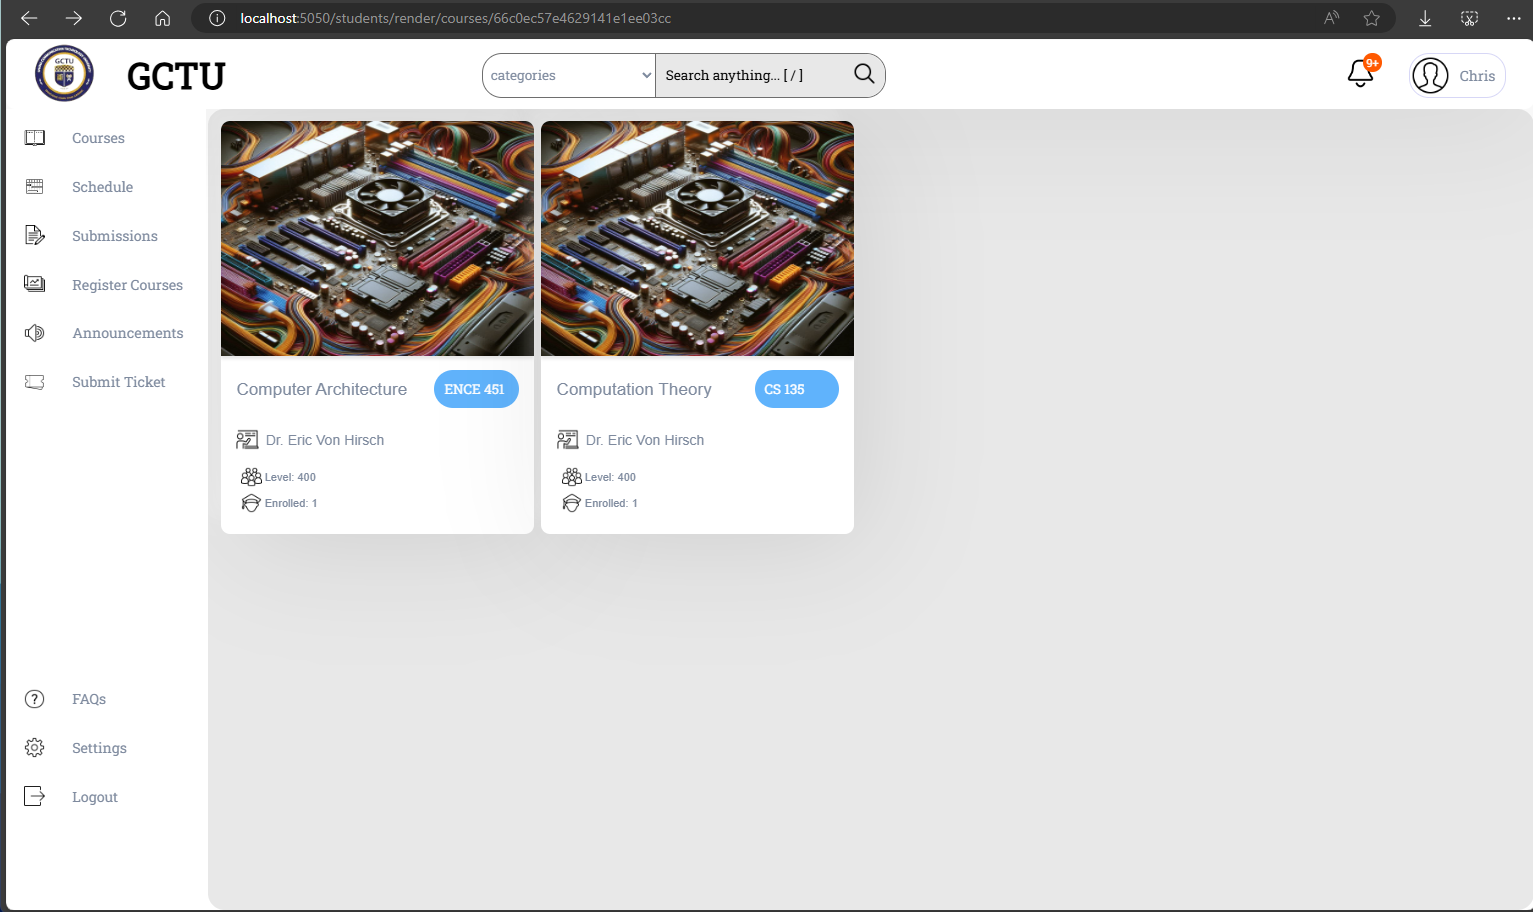 localhost:5050/students/render/courses/66c0ec57e4629141e1ee03cc
GCTU
GCTU
categories
Search anything... [ / ]
9+
Chris
Courses
Schedule
Submissions
Register Courses
Announcements
Submit Ticket
FAQs
Settings
Logout
Computer Architecture
ENCE 451
Dr. Eric Von Hirsch
Level: 400
Enrolled: 1
Computation Theory
CS 135
Dr. Eric Von Hirsch
Level: 400
Enrolled: 1